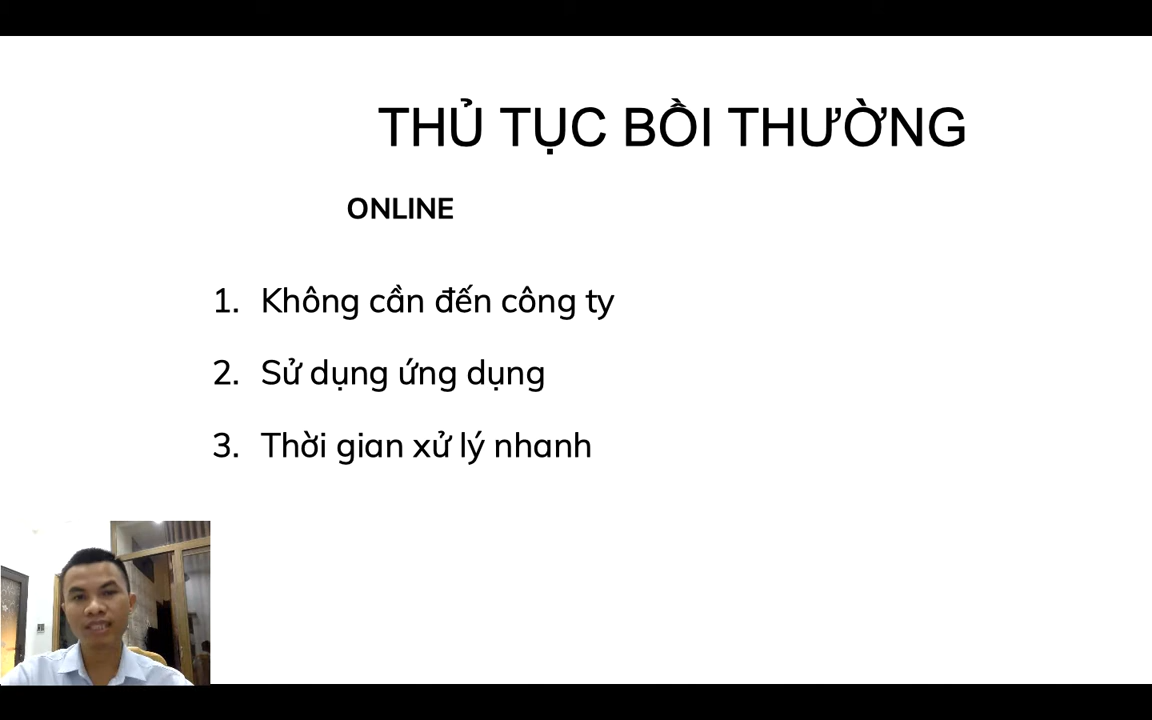 THỦ TỤC BỒI THƯỜNG
ONLINE
1. Không cần đến công ty
2. Sử dụng ứng dụng
3. Thời gian xử lý nhanh